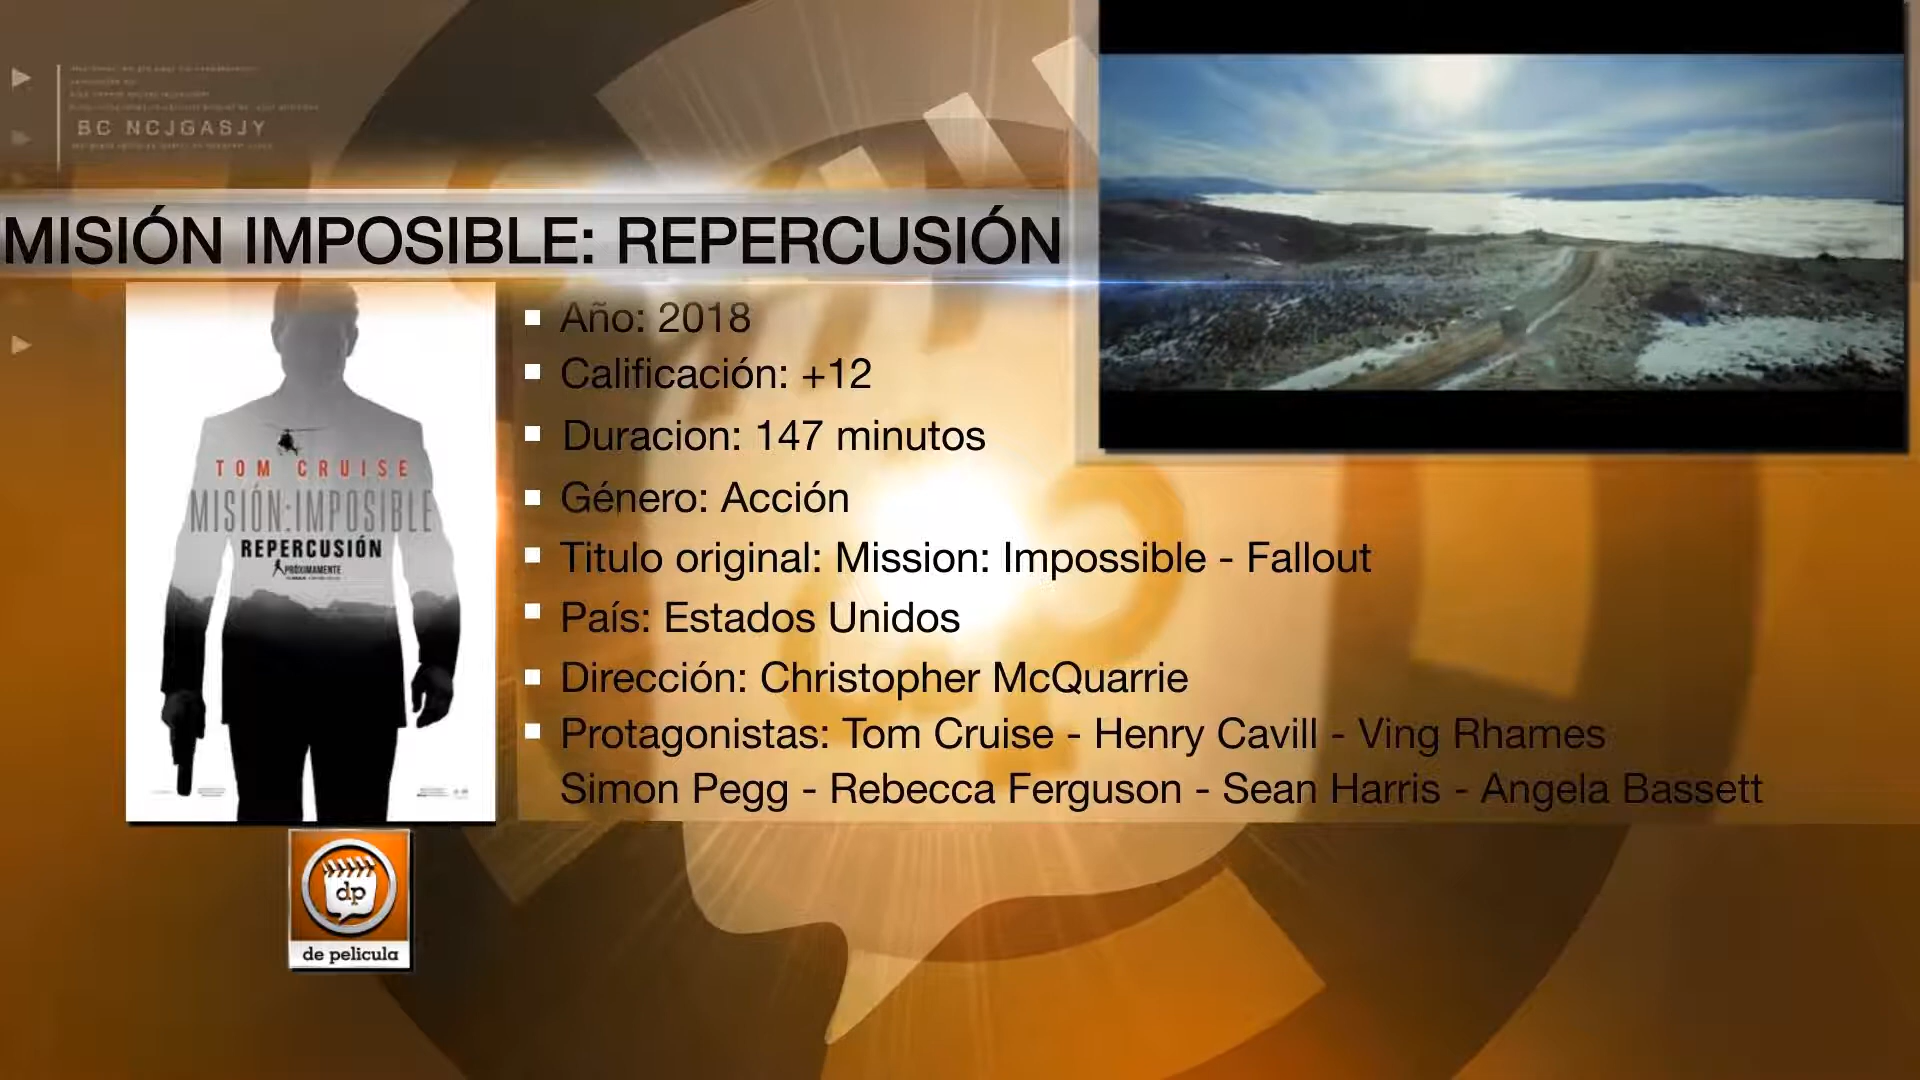 BC NCJGASJY
MISIÓN IMPOSIBLE: REPERCUSIÓN
TOM CRUISE
MISIÓN:IMPOSIBLE
REPERCUSIÓN
PRÓXIMAMENTE
Año: 2018
Calificación: +12
Duracion: 147 minutos
Género: Acción
Titulo original: Mission: Impossible - Fallout
País: Estados Unidos
Dirección: Christopher McQuarrie
Protagonistas: Tom Cruise - Henry Cavill - Ving Rhames
Simon Pegg - Rebecca Ferguson - Sean Harris - Angela Bassett
dp
de pelicula